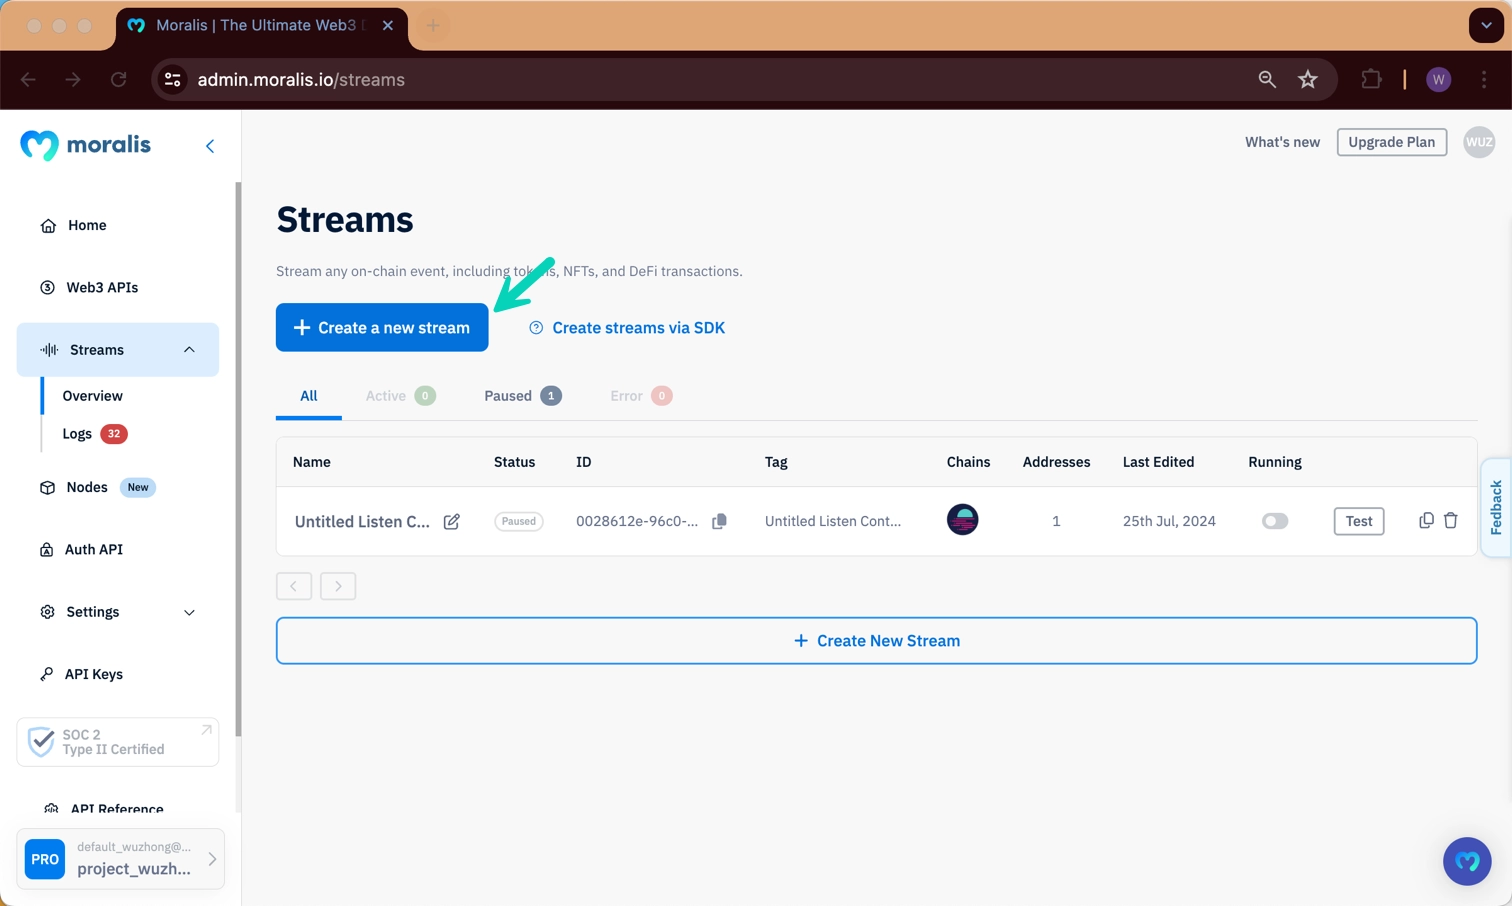 Moralis | The Ultimate Web3
admin.moralis.io/streams
W
moralis
What's new
Upgrade Plan
WUZ
Home
Web3 APIs
Streams
Overview
Logs 32
Nodes New
Auth API
Settings
API Keys
SOC 2
Type II Certified
API Reference
PRO
default_wuzhong@...
project_wuzh...
Streams
Stream any on-chain event, including tokens, NFTs, and DeFi transactions.
Create a new stream
Create streams via SDK
All Active 0 Paused 1 Error 0
Name Status ID Tag Chains Addresses Last Edited Running
Untitled Listen C... Paused 0028612e-96c0-... Untitled Listen Cont... 1 25th Jul, 2024 Test
Create New Stream
Fedback